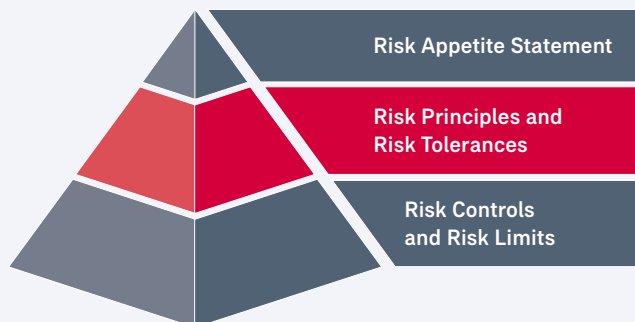 Risk Appetite Statement
Risk Principles and
Risk Tolerances
Risk Controls
and Risk Limits